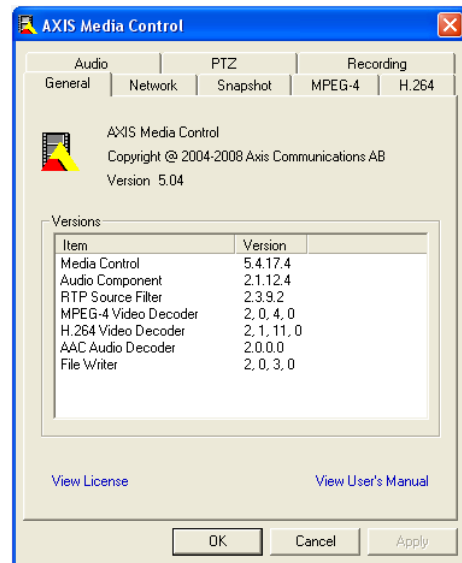 AXIS Media Control
Audio PTZ Recording
General Network Snapshot MPEG-4 H.264
AXIS Media Control
Copyright @ 2004-2008 Axis Communications AB
Version 5.04
Versions
Item Version
Media Control 5.4.17.4
Audio Component 2.1.12.4
RTP Source Filter 2.3.9.2
MPEG-4 Video Decoder 2, 0, 4, 0
H.264 Video Decoder 2, 1, 11, 0
AAC Audio Decoder 2.0.0.0
File Writer 2, 0, 3, 0
View License View User's Manual
OK Cancel Apply